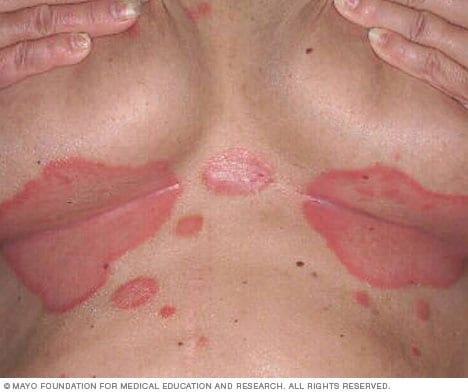 © MAYO FOUNDATION FOR MEDICAL EDUCATION AND RESEARCH. ALL RIGHTS RESERVED.